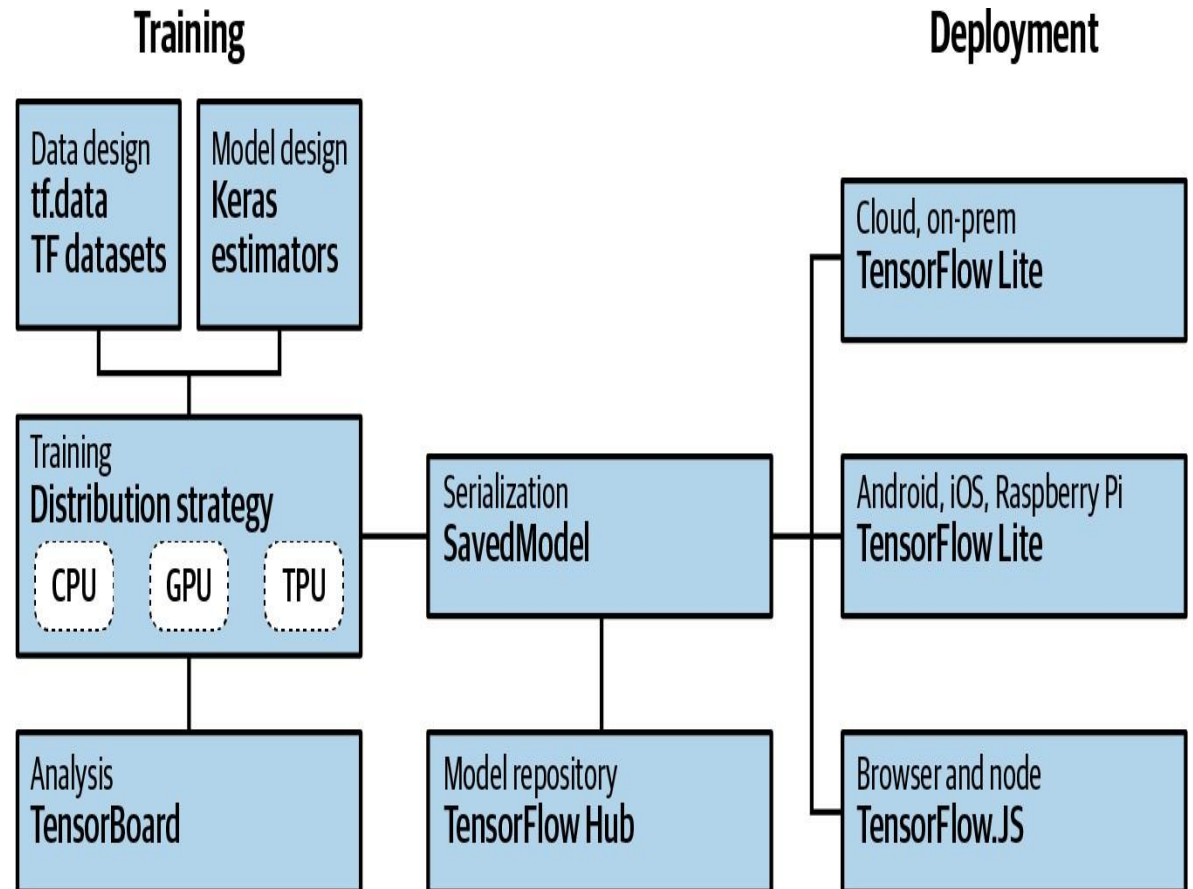 Training
Deployment
Data design
tf.data
TF datasets
Model design
Keras
estimators
Training
Distribution strategy
CPU
GPU
TPU
Analysis
TensorBoard
Serialization
SavedModel
Model repository
TensorFlow Hub
Cloud, on-prem
TensorFlow Lite
Android, iOS, Raspberry Pi
TensorFlow Lite
Browser and node
TensorFlow.JS